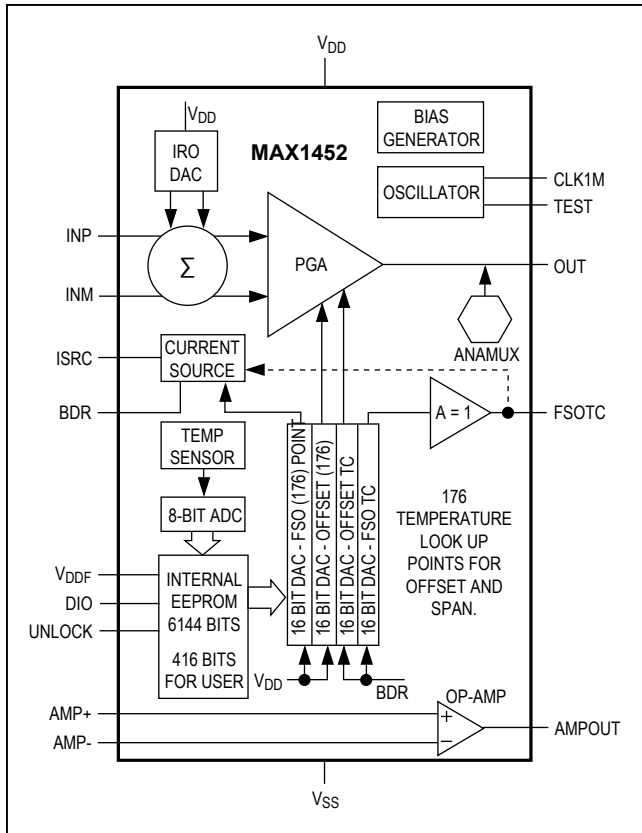 VDD
VDD
IRO
DAC
MAX1452
BIAS
GENERATOR
OSCILLATOR
CLK1M
TEST
INP
INM
Σ
PGA
OUT
ANAMUX
ISRC
BDR
CURRENT
SOURCE
A = 1
FSOTC
TEMP
SENSOR
8-BIT ADC
VDDF
DIO
UNLOCK
INTERNAL
EEPROM
6144 BITS
416 BITS
FOR USER
16 BIT DAC - FSO (176) POINT
16 BIT DAC - OFFSET (176)
16 BIT DAC - OFFSET TC
16 BIT DAC - FSO TC
176
TEMPERATURE
LOOK UP
POINTS FOR
OFFSET AND
SPAN.
VDD
BDR
OP-AMP
AMP+
AMP-
+
−
AMPOUT
VSS